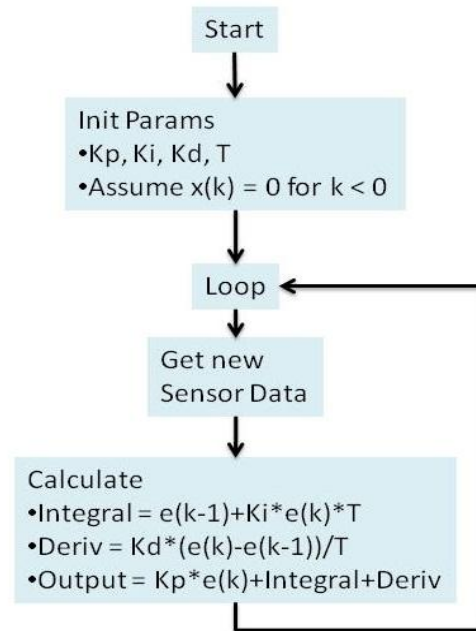 Start
Init Params
•Kp, Ki, Kd, T
•Assume x(k) = 0 for k < 0
Loop
Get new
Sensor Data
Calculate
•Integral = e(k-1)+Ki*e(k)*T
•Deriv = Kd*(e(k)-e(k-1))/T
•Output = Kp*e(k)+Integral+Deriv